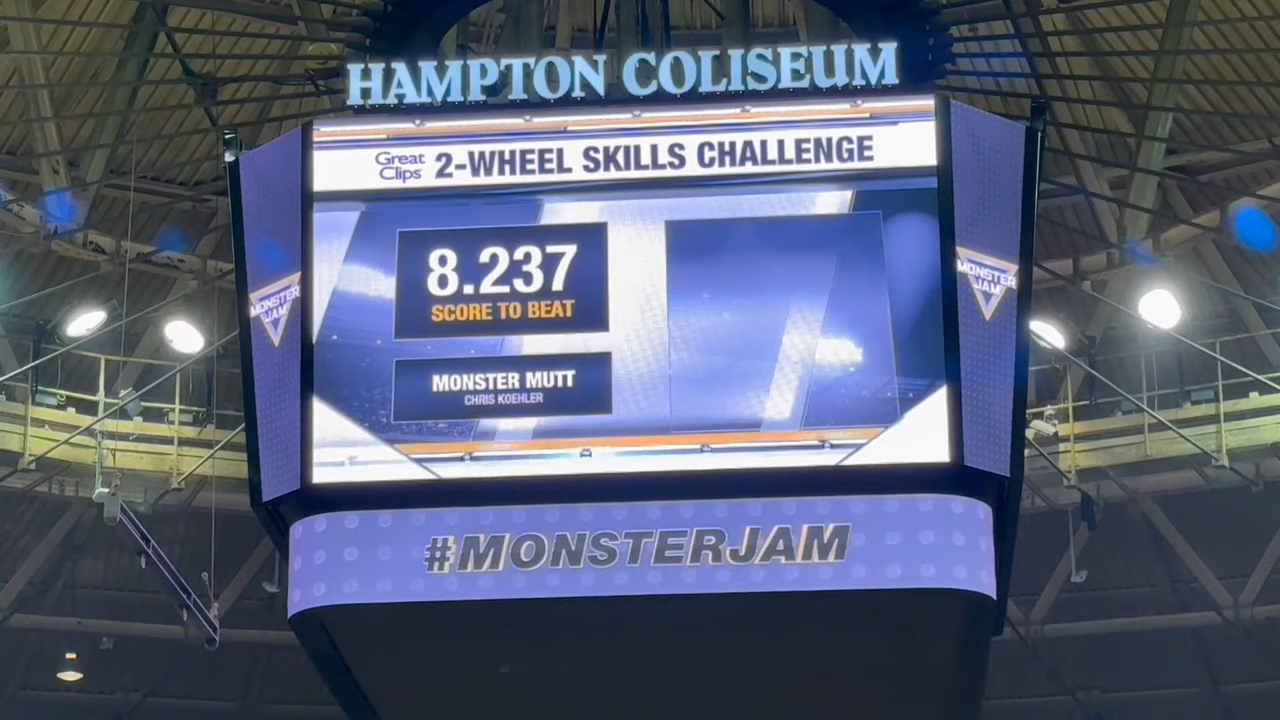 HAMPTON COLISEUM
Great Clips 2-WHEEL SKILLS CHALLENGE
8.237
SCORE TO BEAT
MONSTER MUTT
CHRIS KOEHLER
MONSTER
JAM
MONSTER
JAM
#MONSTERJAM